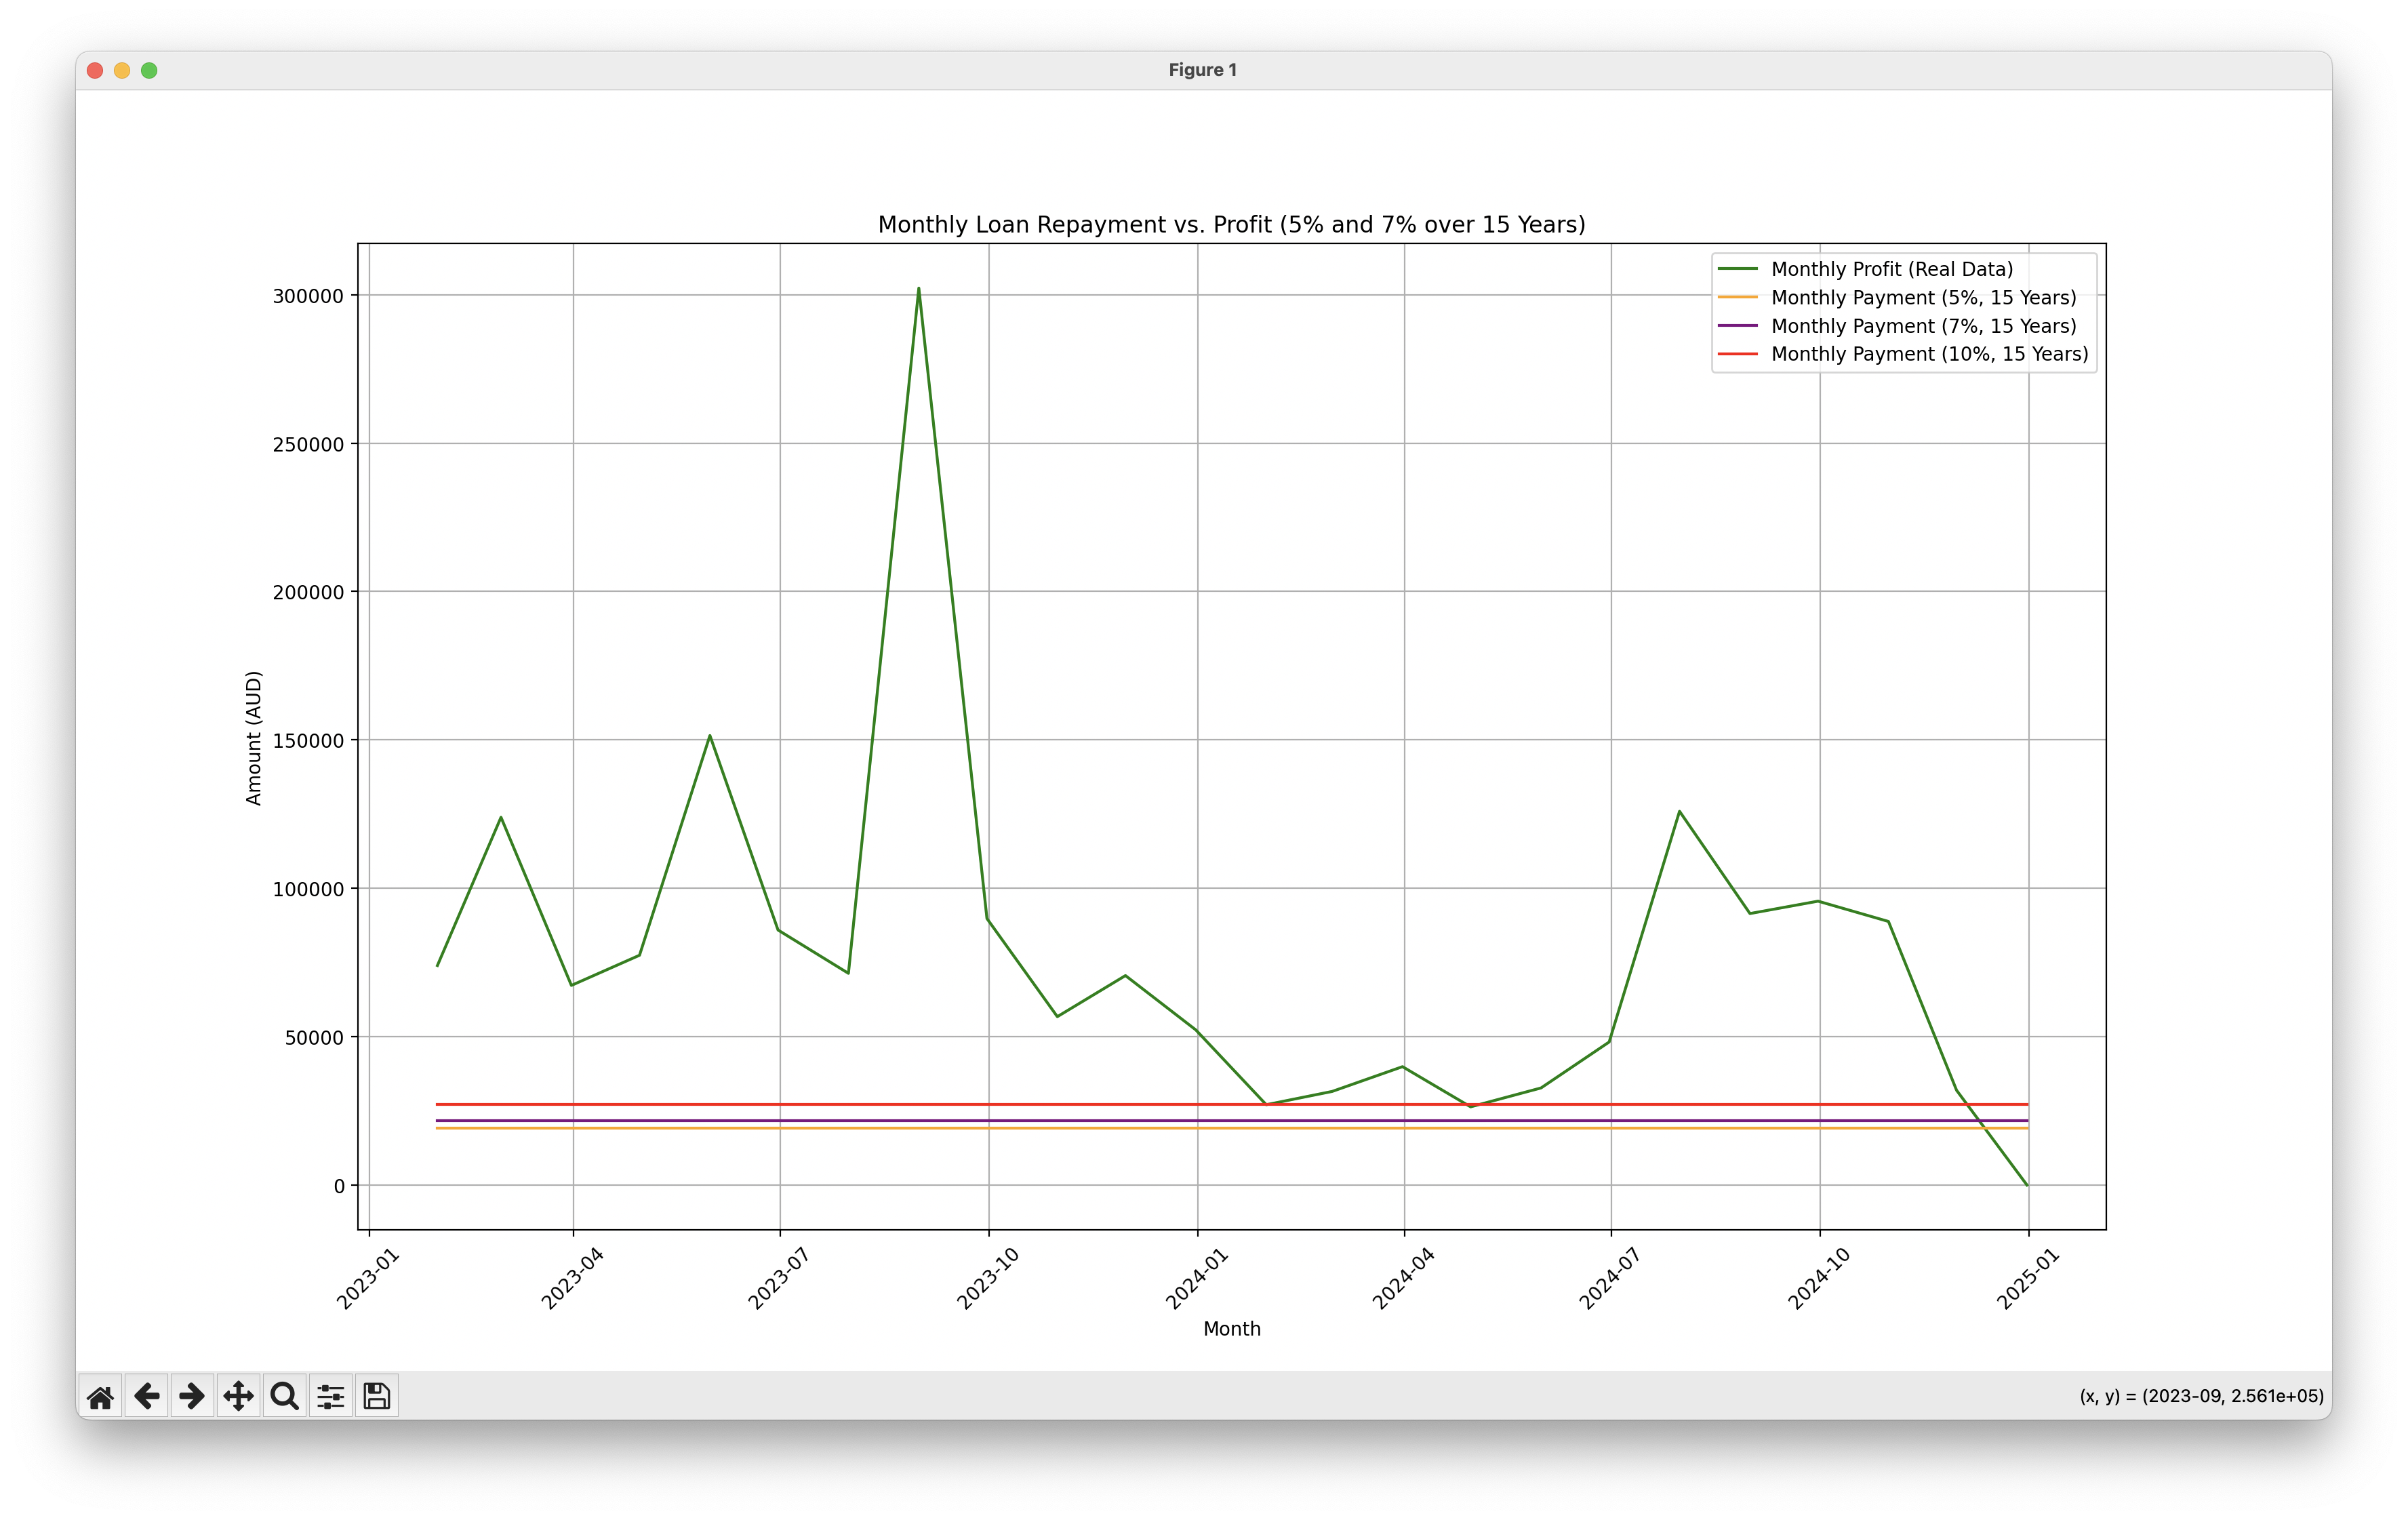 Figure 1
Monthly Loan Repayment vs. Profit (5% and 7% over 15 Years)
Monthly Profit (Real Data)
Monthly Payment (5%, 15 Years)
Monthly Payment (7%, 15 Years)
Monthly Payment (10%, 15 Years)
300000
250000
200000
150000
100000
50000
0
Amount (AUD)
2023-01
2023-04
2023-07
2023-10
2024-01
2024-04
2024-07
2024-10
2025-01
Month
(x, y) = (2023-09, 2.561e+05)